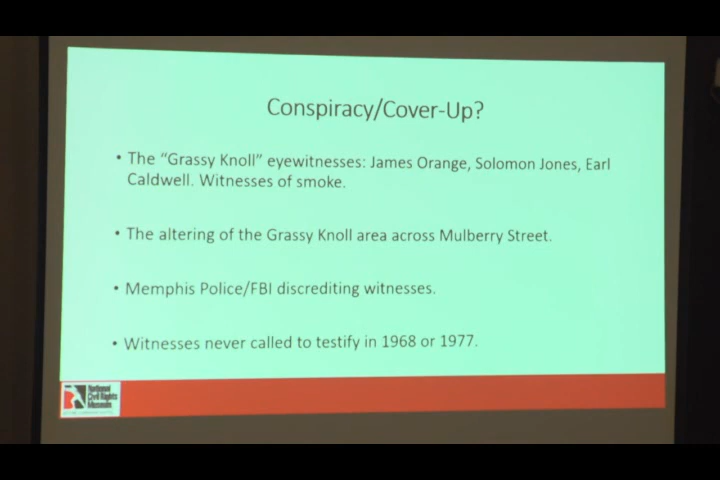 Conspiracy/Cover-Up?
• The “Grassy Knoll” eyewitnesses: James Orange, Solomon Jones, Earl
Caldwell. Witnesses of smoke.
• The altering of the Grassy Knoll area across Mulberry Street.
• Memphis Police/FBI discrediting witnesses.
• Witnesses never called to testify in 1968 or 1977.
National
Civil Rights
Museum